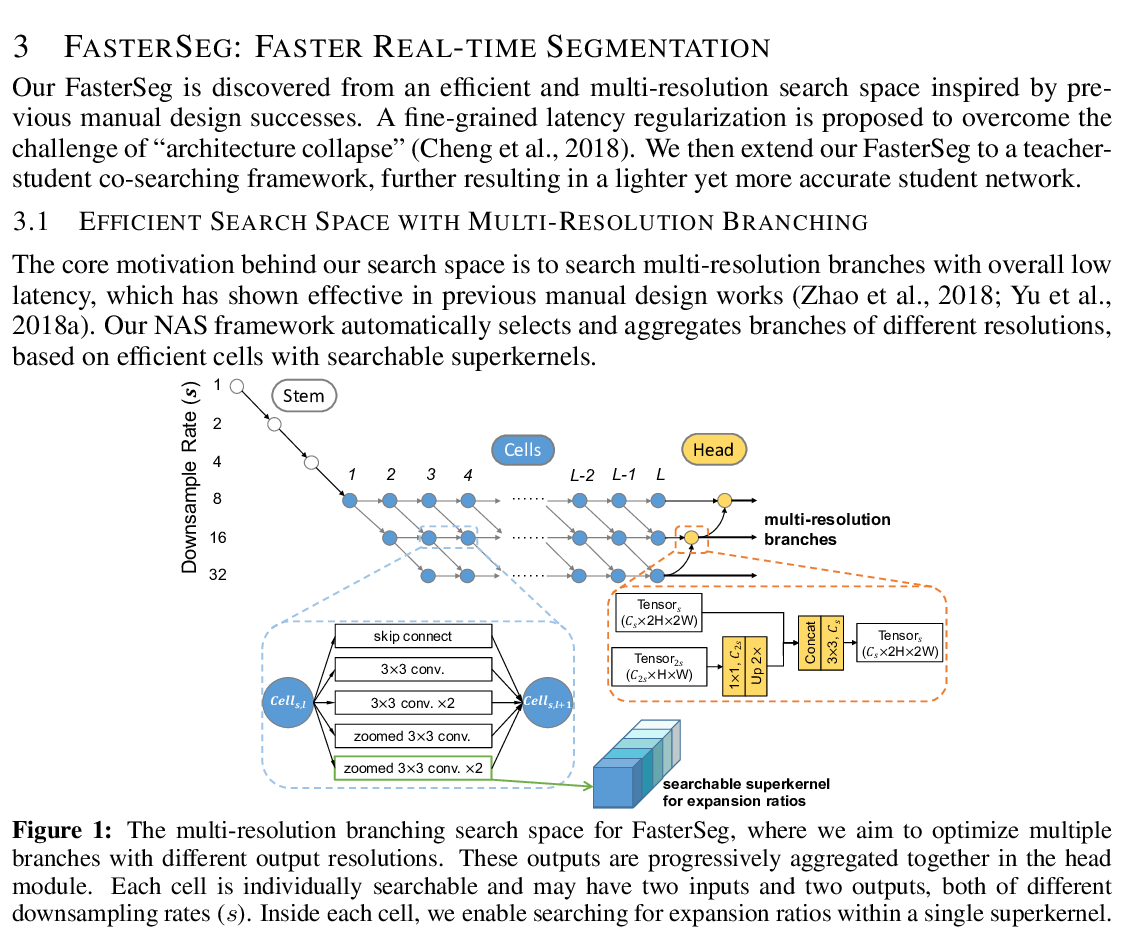 3 FASTERSEG: FASTER REAL-TIME SEGMENTATION
Our FasterSeg is discovered from an efficient and multi-resolution search space inspired by pre-
vious manual design successes. A fine-grained latency regularization is proposed to overcome the
challenge of “architecture collapse” (Cheng et al., 2018). We then extend our FasterSeg to a teacher-
student co-searching framework, further resulting in a lighter yet more accurate student network.
3.1 EFFICIENT SEARCH SPACE WITH MULTI-RESOLUTION BRANCHING
The core motivation behind our search space is to search multi-resolution branches with overall low
latency, which has shown effective in previous manual design works (Zhao et al., 2018; Yu et al.,
2018a). Our NAS framework automatically selects and aggregates branches of different resolutions,
based on efficient cells with searchable superkernels.
Downsample Rate (s)
1
2
4
8
16
32
Stem
Cells
Head
1 2 3 4 ...... L-2 L-1 L
......
......
multi-resolution
branches
skip connect
3×3 conv.
3×3 conv. ×2
zoomed 3×3 conv.
zoomed 3×3 conv. ×2
Cell_{s,l}
Cell_{s,l+1}
Tensor_s
(C_s×2H×2W)
Tensor_{2s}
(C_{2s}×H×W)
1×1, C_{2s}
Up 2×
Concat
3×3, C_s
Tensor_s
(C_s×2H×2W)
searchable superkernel
for expansion ratios
Figure 1: The multi-resolution branching search space for FasterSeg, where we aim to optimize multiple
branches with different output resolutions. These outputs are progressively aggregated together in the head
module. Each cell is individually searchable and may have two inputs and two outputs, both of different
downsampling rates (s). Inside each cell, we enable searching for expansion ratios within a single superkernel.